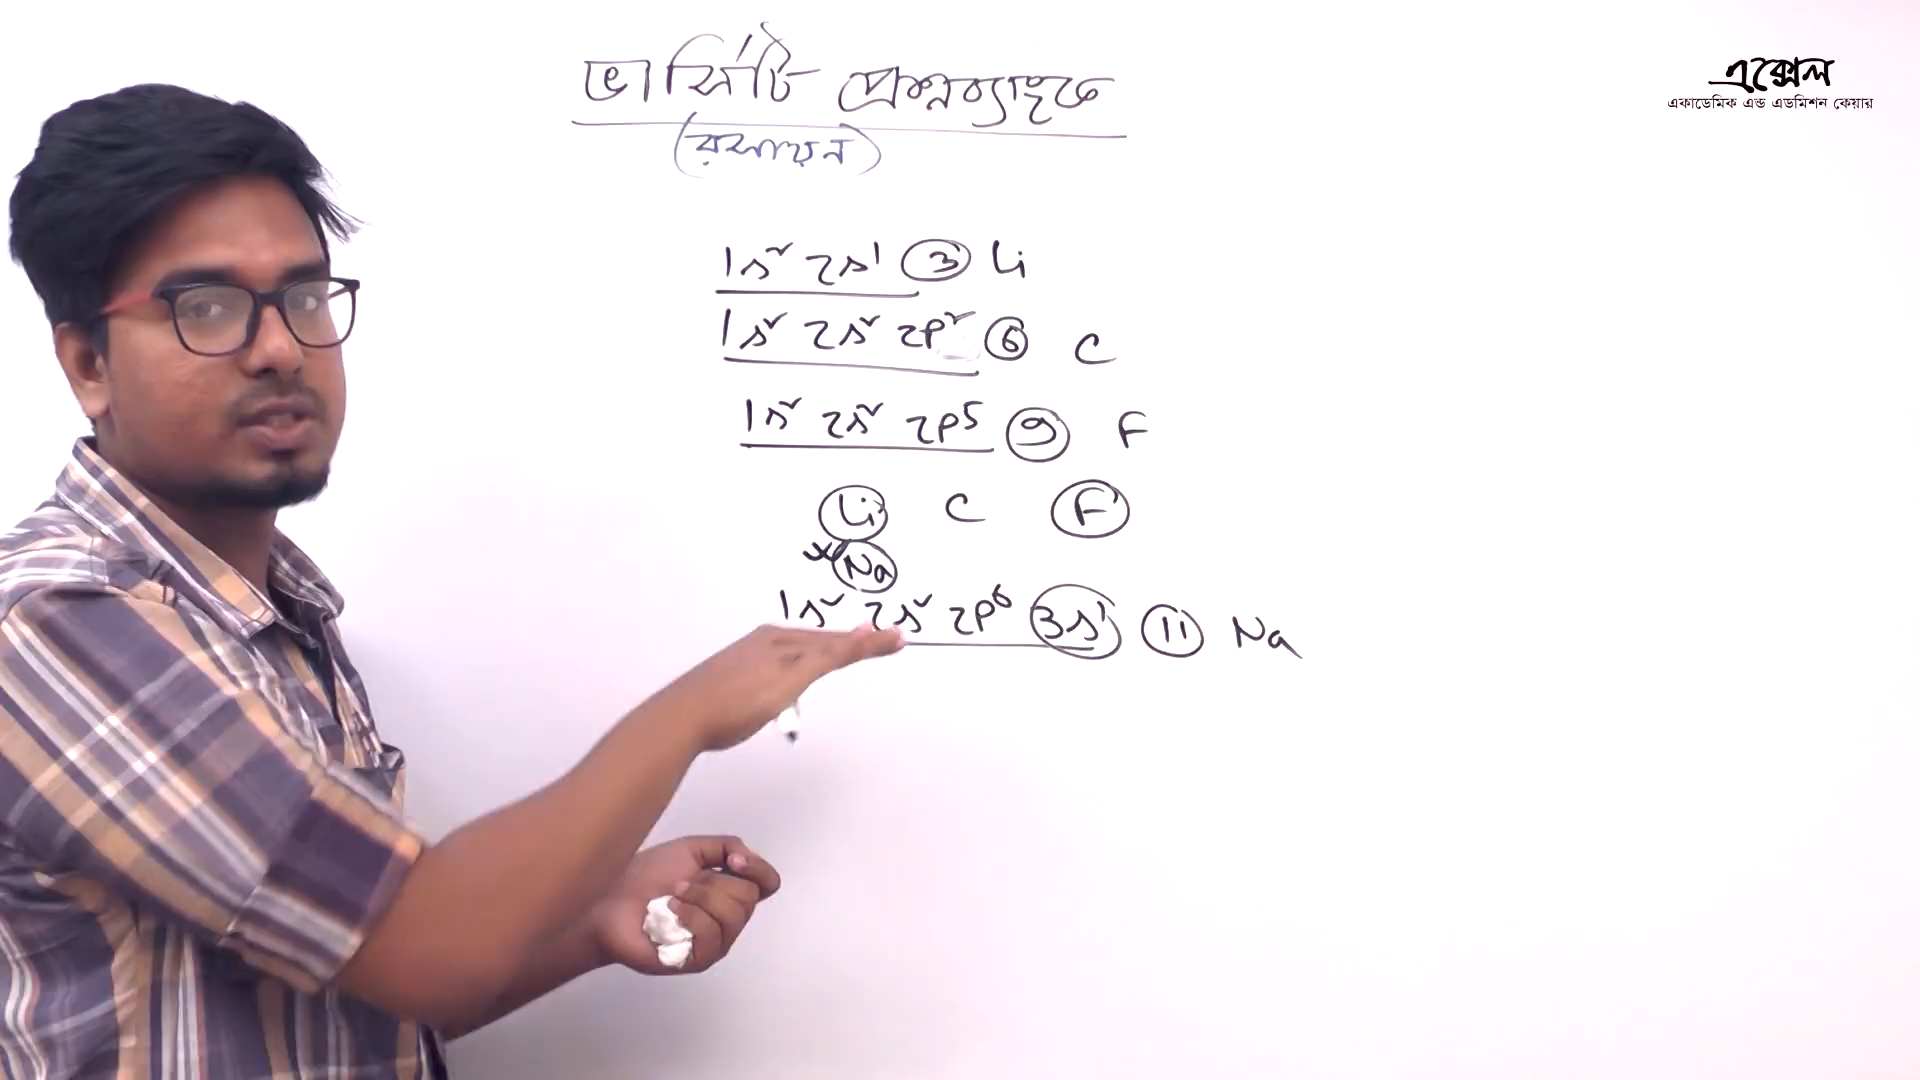 ভার্সিটি প্রশ্নব্যাংক
(রসায়ন)
এক্সেল
একাডেমিক এন্ড এডমিশন কেয়ার
1s² 2s¹ 3 Li
1s² 2s² 2p² 6 C
1s² 2s² 2p⁵ 9 F
Li C F
Na
1s² 2s² 2p⁶ 3s¹ 11 Na